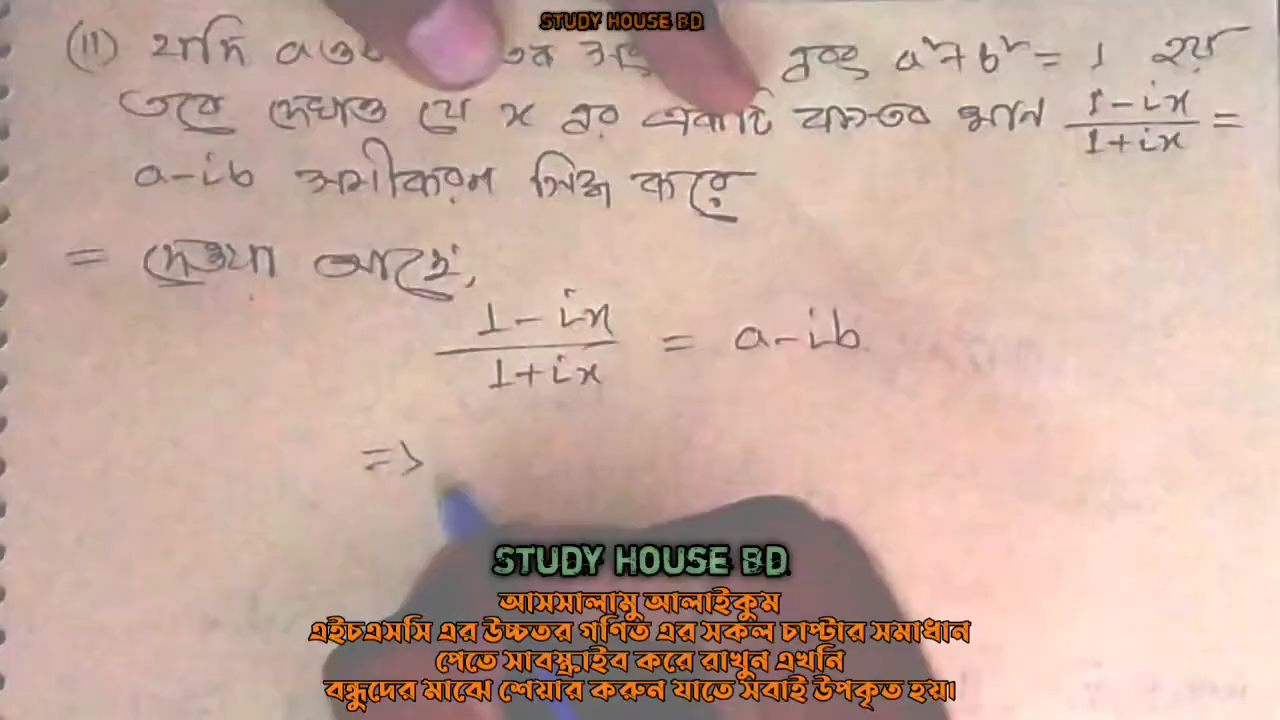 STUDY HOUSE BD
(11) যদি a ও b এবং a²+b² = 1 হয়
তবে দেখাও যে x এর একটি বাস্তব মান 1-ix/1+ix =
a-ib সমীকরণ সিদ্ধ করে
= দেওয়া আছে,
1-ix/1+ix = a-ib
=>
STUDY HOUSE BD
আসসালামু আলাইকুম
এইচএসসি এর উচ্চতর গণিত এর সকল চাপ্টার সমাধান
পেতে সাবস্ক্রাইব করে রাখুন এখনি
বন্ধুদের মাঝে শেয়ার করুন যাতে সবাই উপকৃত হয়।